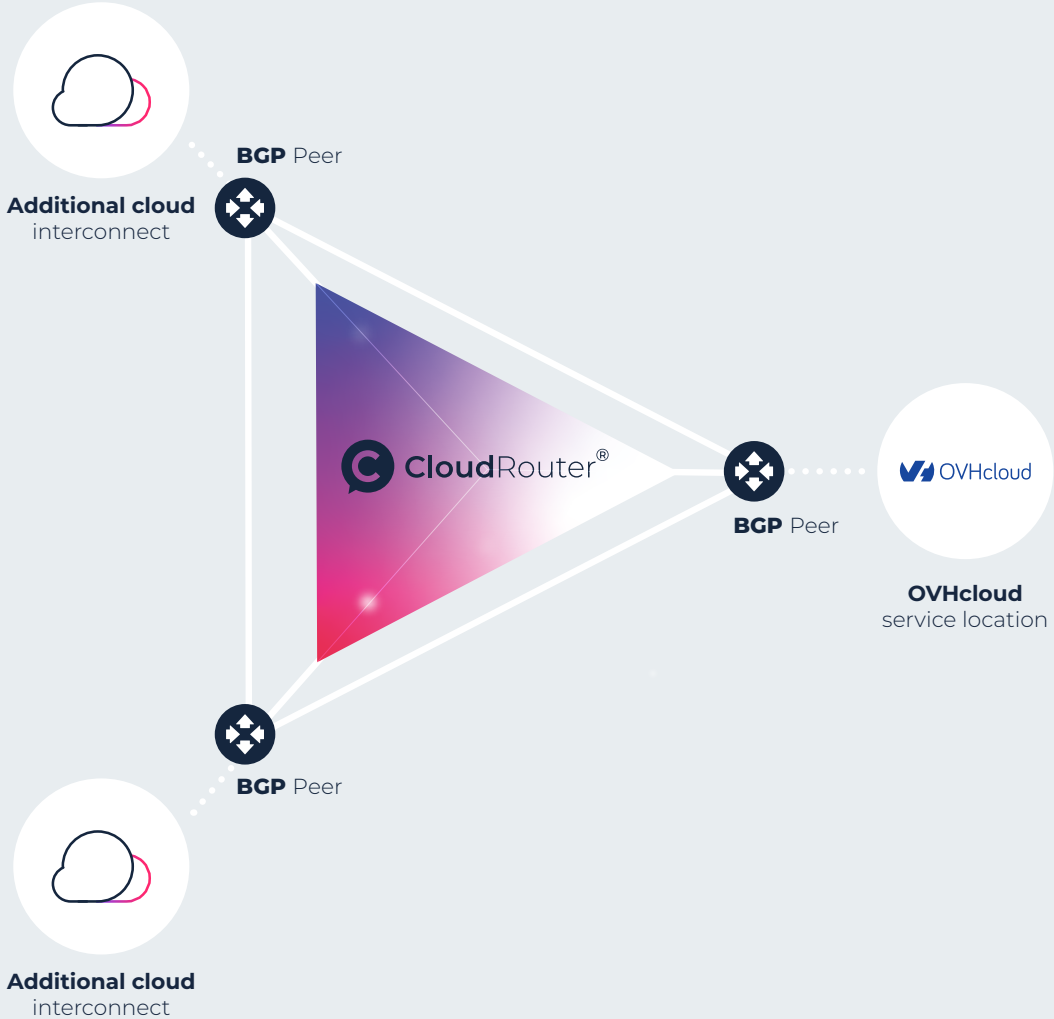 BGP Peer
Additional cloud
interconnect
CloudRouter®
OVHcloud
BGP Peer
OVHcloud
service location
BGP Peer
Additional cloud
interconnect